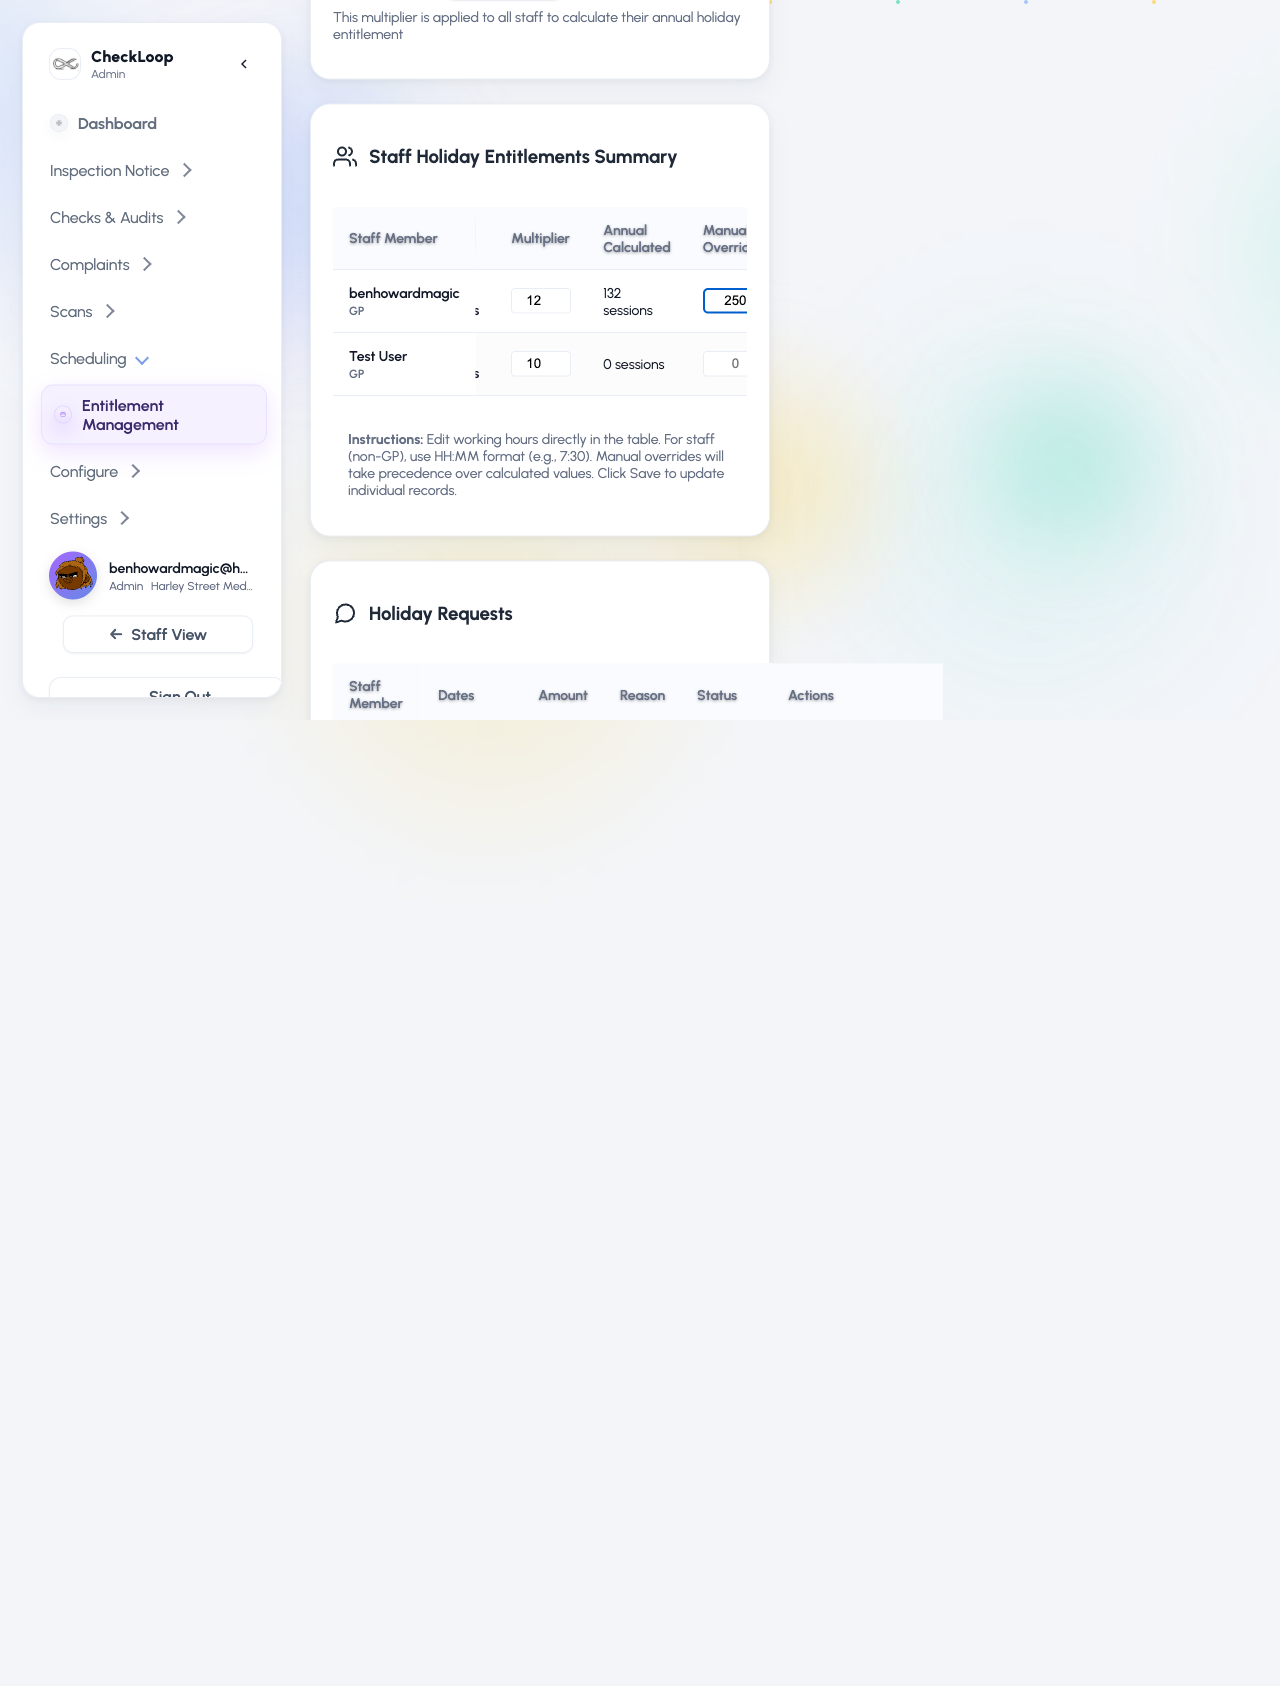 CheckLoop
Admin
Dashboard
Inspection Notice
Checks & Audits
Complaints
Scans
Scheduling
Entitlement
Management
Configure
Settings
benhowardmagic@h...
Admin Harley Street Med...
Staff View
Sign Out
This multiplier is applied to all staff to calculate their annual holiday
entitlement
Staff Holiday Entitlements Summary
Staff Member Multiplier Annual Calculated Manual Override
benhowardmagic
GP
s 12 132 sessions 250
Test User
GP
s 10 0 sessions 0
Instructions: Edit working hours directly in the table. For staff
(non-GP), use HH:MM format (e.g., 7:30). Manual overrides will
take precedence over calculated values. Click Save to update
individual records.
Holiday Requests
Staff Member Dates Amount Reason Status Actions